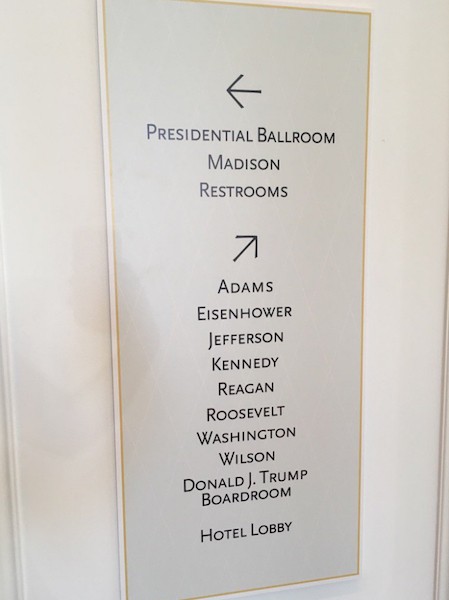 PRESIDENTIAL BALLROOM
MADISON
RESTROOMS
ADAMS
EISENHOWER
JEFFERSON
KENNEDY
REAGAN
ROOSEVELT
WASHINGTON
WILSON
DONALD J. TRUMP
BOARDROOM
HOTEL LOBBY